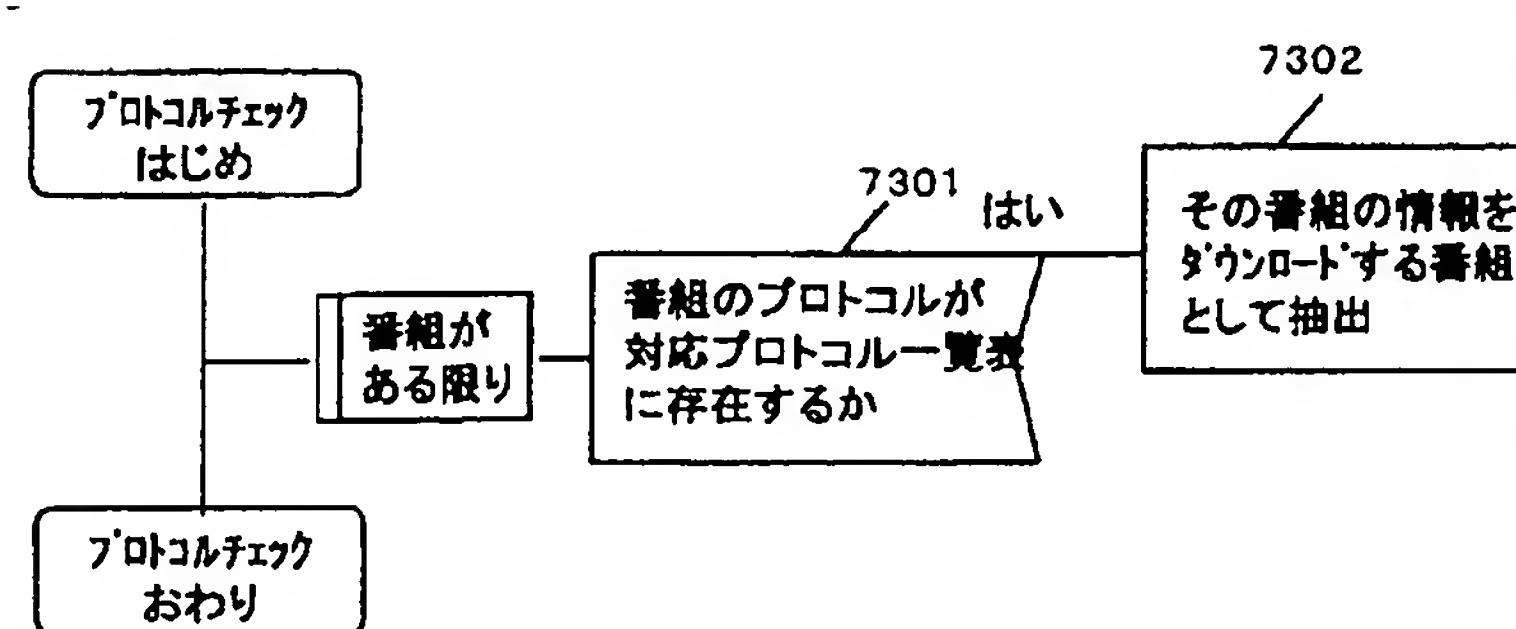 プロトコルチェック
はじめ
番組が
ある限り
7301
はい
番組のプロトコルが
対応プロトコル一覧表
に存在するか
7302
その番組の情報を
ダウンロードする番組
として抽出
プロトコルチェック
おわり